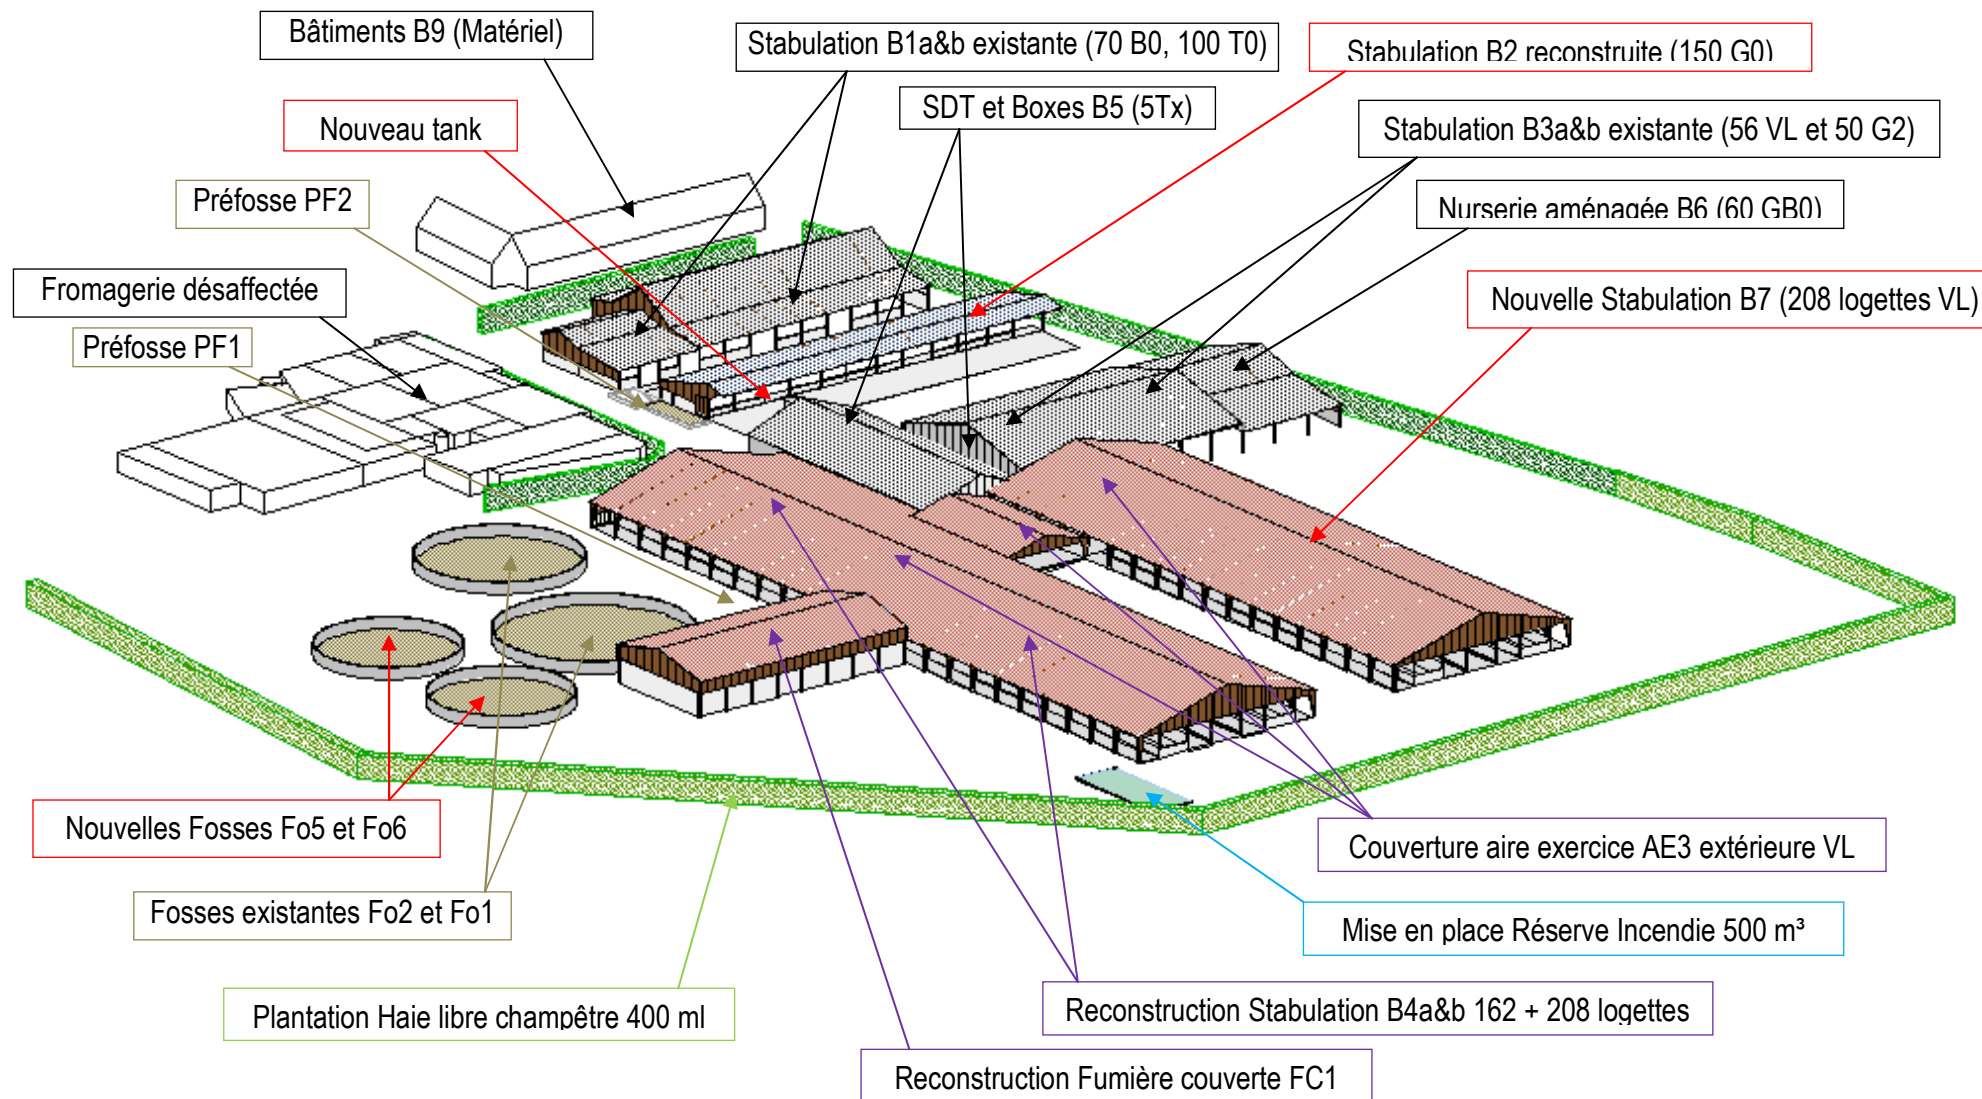 Bâtiments B9 (Matériel)
Stabulation B1a&b existante (70 B0, 100 T0)
Stabulation B2 reconstruite (150 G0)
Nouveau tank
SDT et Boxes B5 (5Tx)
Stabulation B3a&b existante (56 VL et 50 G2)
Préfosse PF2
Nurserie aménagée B6 (60 GB0)
Fromagerie désaffectée
Nouvelle Stabulation B7 (208 logettes VL)
Préfosse PF1
Nouvelles Fosses Fo5 et Fo6
Couverture aire exercice AE3 extérieure VL
Fosses existantes Fo2 et Fo1
Mise en place Réserve Incendie 500 m³
Plantation Haie libre champêtre 400 ml
Reconstruction Stabulation B4a&b 162 + 208 logettes
Reconstruction Fumière couverte FC1